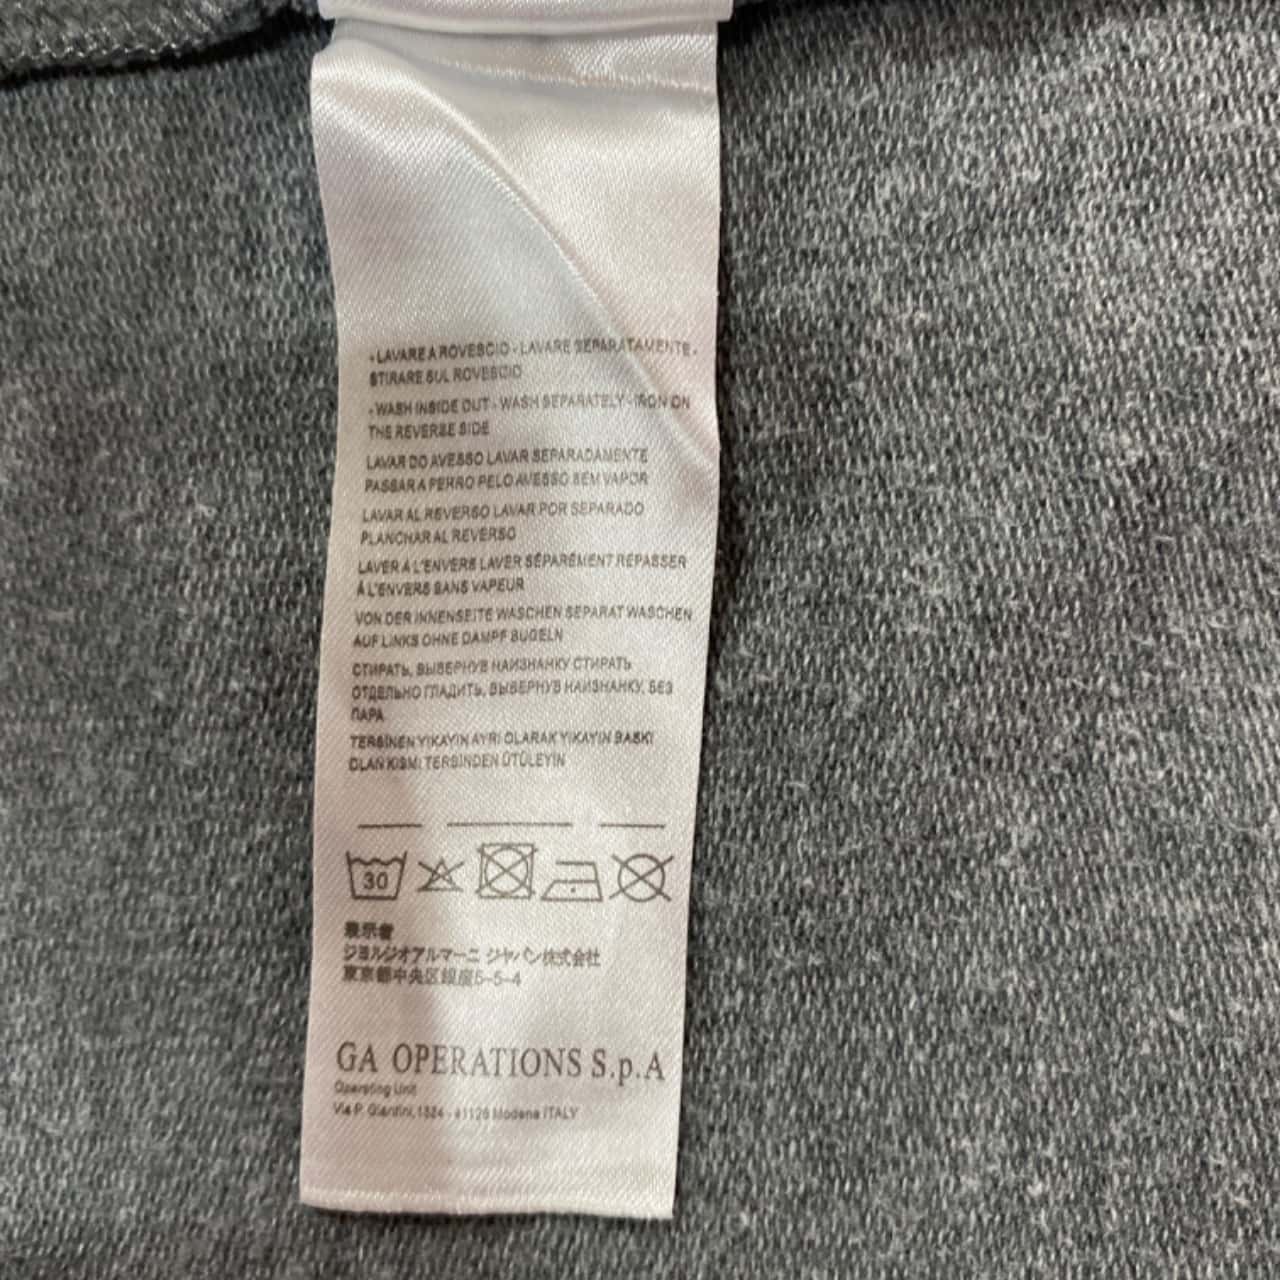 - LAVARE A ROVESCIO - LAVARE SEPARATAMENTE -
STIRARE SUL ROVESCIO
- WASH INSIDE OUT - WASH SEPARATELY - IRON ON
THE REVERSE SIDE
LAVAR DO AVESSO LAVAR SEPARADAMENTE
PASSAR A FERRO PELO AVESSO SEM VAPOR
LAVAR AL REVERSO LAVAR POR SEPARADO
PLANCHAR AL REVERSO
LAVER À L'ENVERS LAVER SÉPARÉMENT REPASSER
À L'ENVERS SANS VAPEUR
VON DER INNENSEITE WASCHEN SEPARAT WASCHEN
AUF LINKS OHNE DAMPF BUGELN
СТИРАТЬ, ВЫВЕРНУВ НАИЗНАНКУ СТИРАТЬ
ОТДЕЛЬНО ГЛАДИТЬ, ВЫВЕРНУВ НАИЗНАНКУ, БЕЗ
ПАРА
TERSİNEN YIKAYIN AYRI OLARAK YIKAYIN BASKI
OLAN KISMI TERSİNDEN ÜTÜLEYİN
30
表示者
ジョルジオアルマーニ ジャパン株式会社
東京都中央区銀座5-5-4
GA OPERATIONS S.p.A
Operating Unit
Via P. Giardini, 1334 - 41126 Modena ITALY